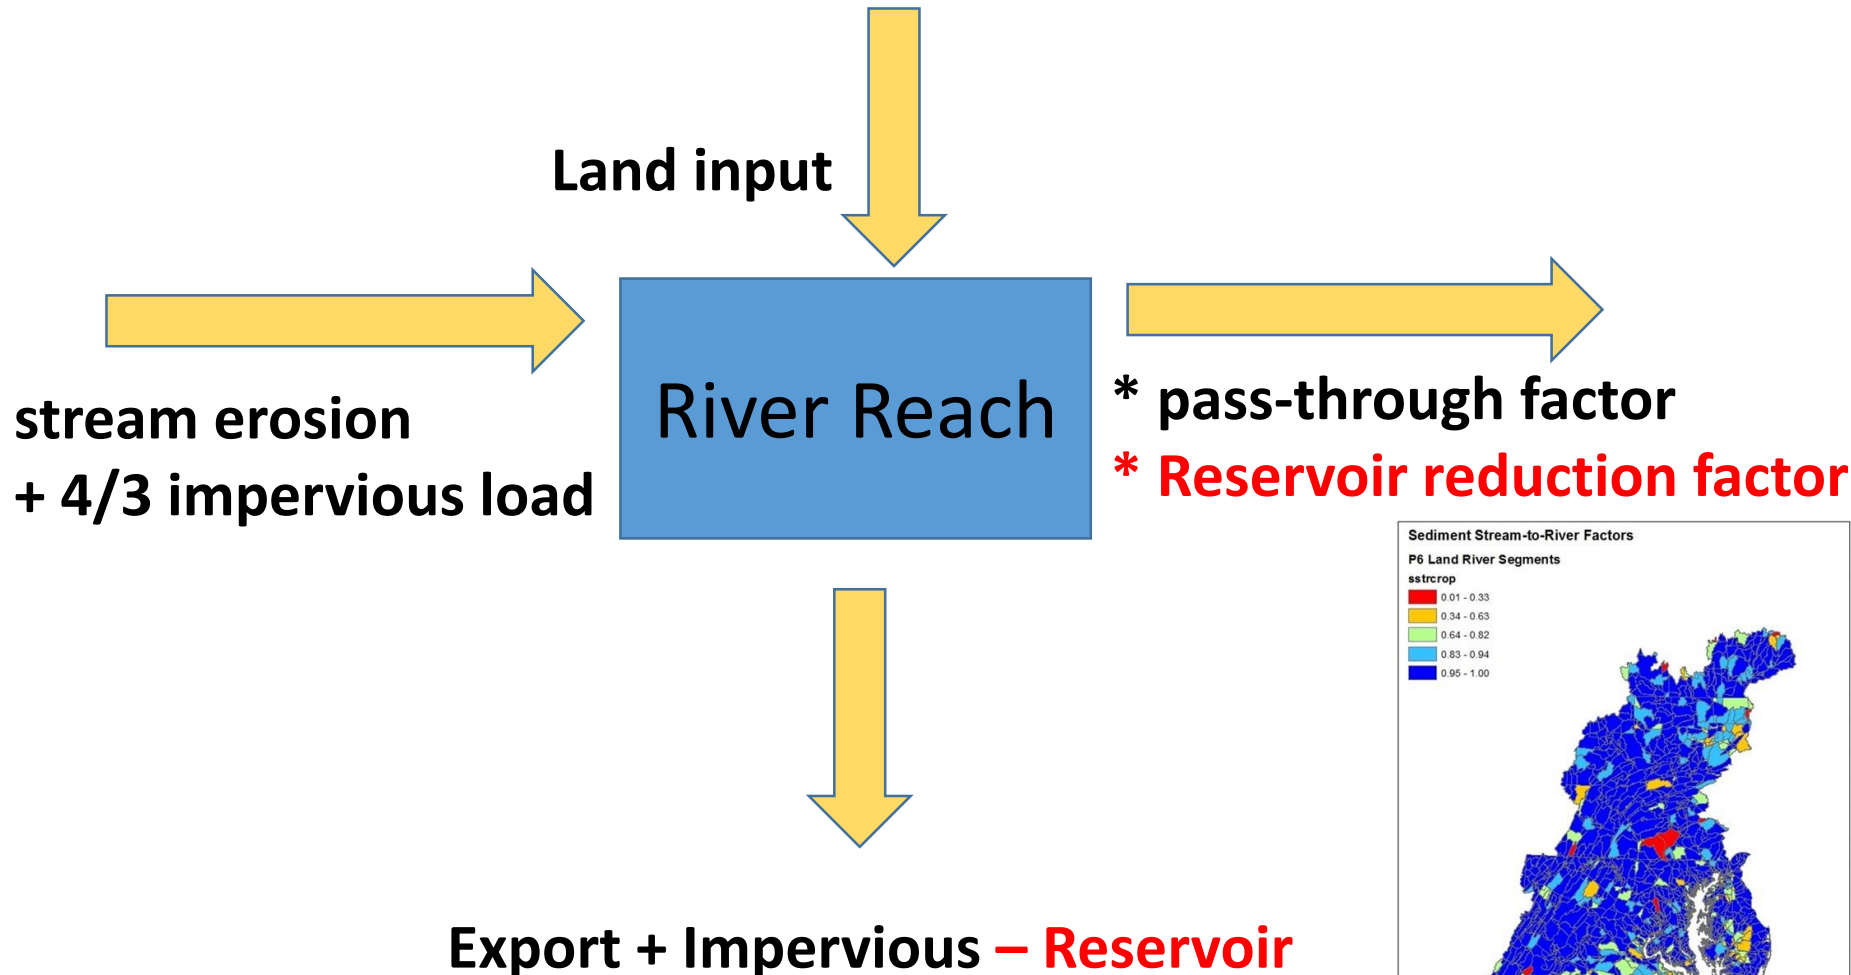 Land input
stream erosion
+ 4/3 impervious load
River Reach
* pass-through factor
* Reservoir reduction factor
Sediment Stream-to-River Factors
P6 Land River Segments
sstrcrop
0.01 - 0.33
0.34 - 0.63
0.64 - 0.82
0.83 - 0.94
0.95 - 1.00
Export + Impervious – Reservoir